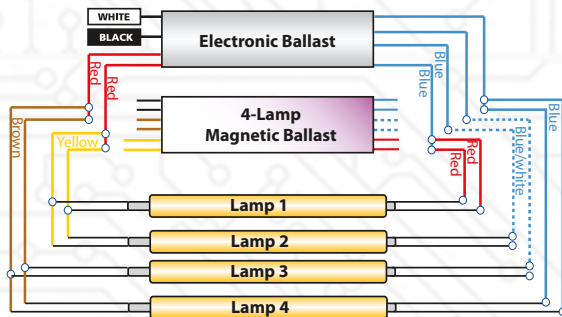 WHITE
BLACK
Electronic Ballast
Red
Red
Blue
Blue
4-Lamp
Magnetic Ballast
Brown
Yellow
Red
Red
Blue/white
Blue
Lamp 1
Lamp 2
Lamp 3
Lamp 4